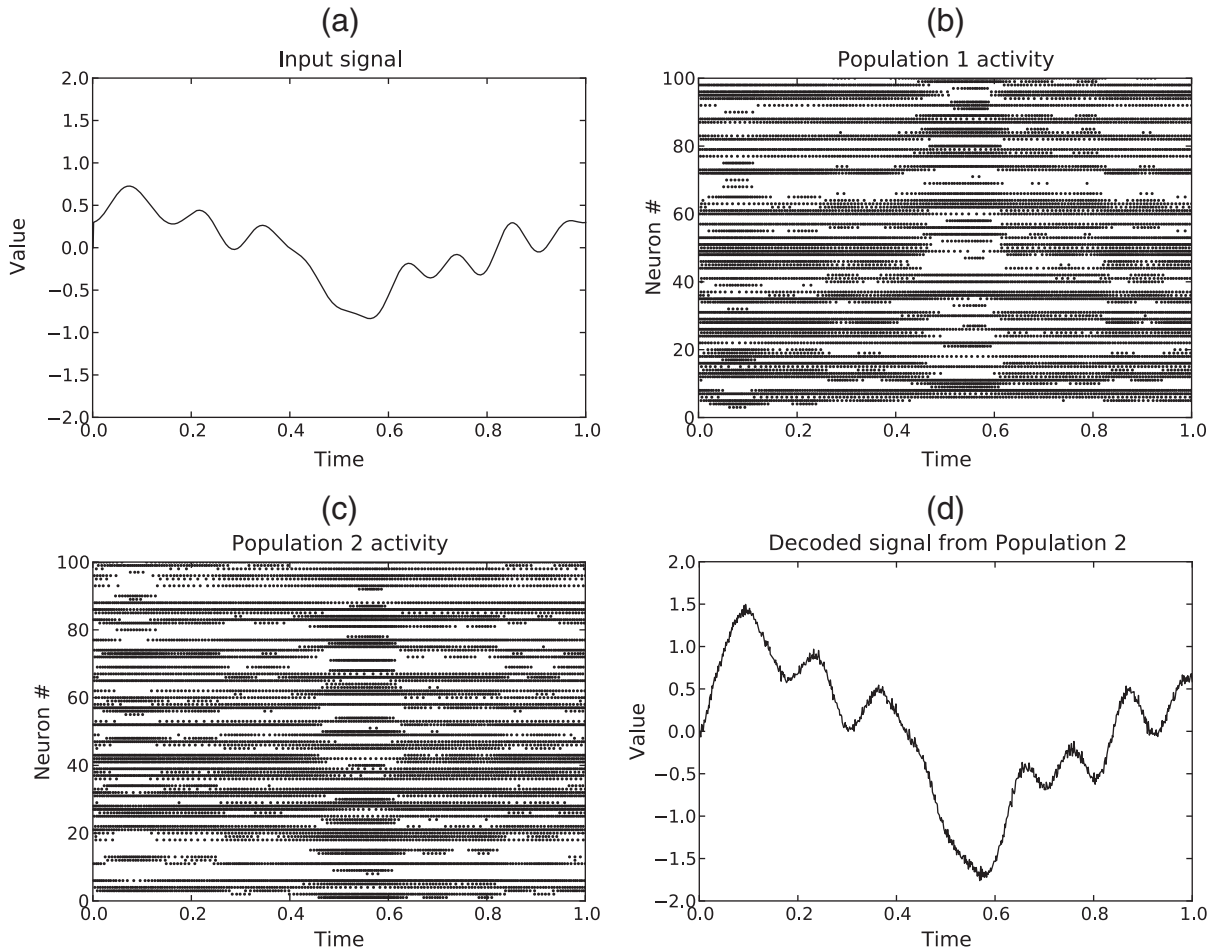 (a)
Input signal
2.0
1.5
1.0
0.5
0.0
−0.5
−1.0
−1.5
−2.0
Value
0.0 0.2 0.4 0.6 0.8 1.0
Time
(b)
Population 1 activity
100
80
60
40
20
0
Neuron #
0.0 0.2 0.4 0.6 0.8 1.0
Time
(c)
Population 2 activity
100
80
60
40
20
0
Neuron #
0.0 0.2 0.4 0.6 0.8 1.0
Time
(d)
Decoded signal from Population 2
2.0
1.5
1.0
0.5
0.0
−0.5
−1.0
−1.5
−2.0
Value
0.0 0.2 0.4 0.6 0.8 1.0
Time